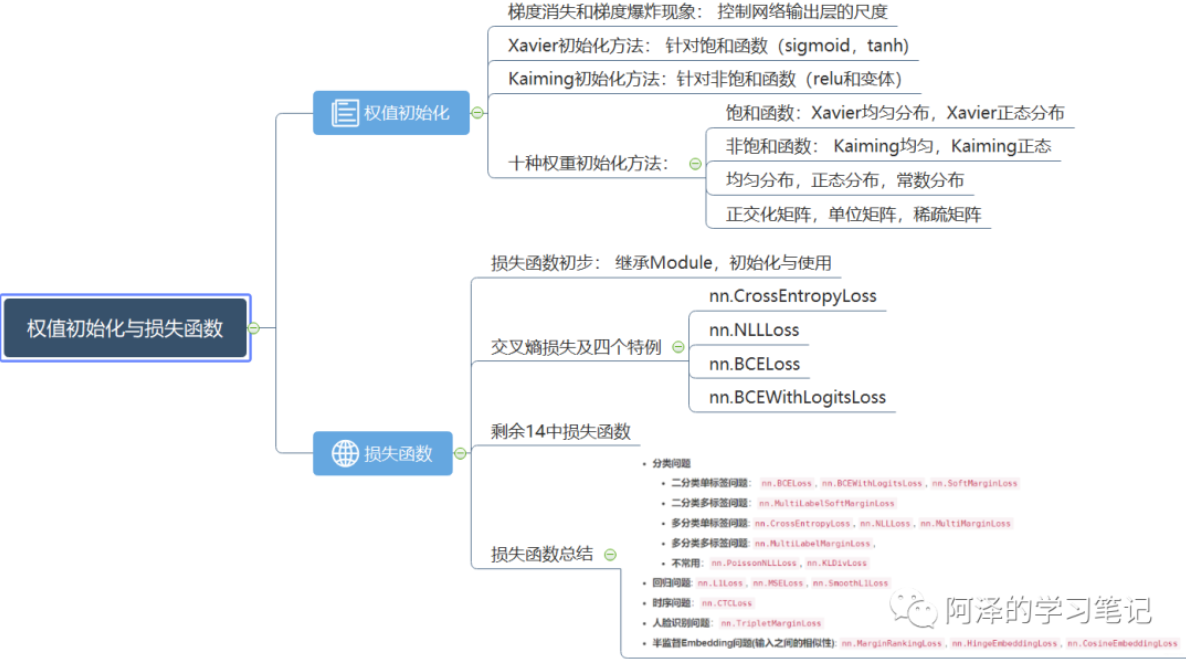 梯度消失和梯度爆炸现象： 控制网络输出层的尺度
Xavier初始化方法： 针对饱和函数（sigmoid，tanh)
Kaiming初始化方法：针对非饱和函数（relu和变体）
权值初始化
饱和函数：Xavier均匀分布，Xavier正态分布
非饱和函数： Kaiming均匀，Kaiming正态
十种权重初始化方法：
均匀分布，正态分布，常数分布
正交化矩阵，单位矩阵，稀疏矩阵
损失函数初步： 继承Module，初始化与使用
nn.CrossEntropyLoss
权值初始化与损失函数
nn.NLLLoss
交叉熵损失及四个特例
nn.BCELoss
nn.BCEWithLogitsLoss
剩余14中损失函数
损失函数
• 分类问题
• 二分类单标签问题： nn.BCELoss, nn.BCEWithLogitsLoss, nn.SoftMarginLoss
• 二分类多标签问题: nn.MultiLabelSoftMarginLoss
• 多分类单标签问题: nn.CrossEntropyLoss, nn.NLLLoss, nn.MultiMarginLoss
• 多分类多标签问题: nn.MultiLabelMarginLoss,
损失函数总结
• 不常用： nn.PoissonNLLLoss, nn.KLDivLoss
• 回归问题: nn.L1Loss, nn.MSELoss, nn.SmoothL1Loss
• 时序问题： nn.CTCLoss
• 人脸识别问题： nn.TripletMarginLoss
• 半监督Embedding问题(输入之间的相似性): nn.MarginRankingLoss, nn.HingeEmbeddingLoss, nn.CosineEmbeddingLoss
阿泽的学习笔记